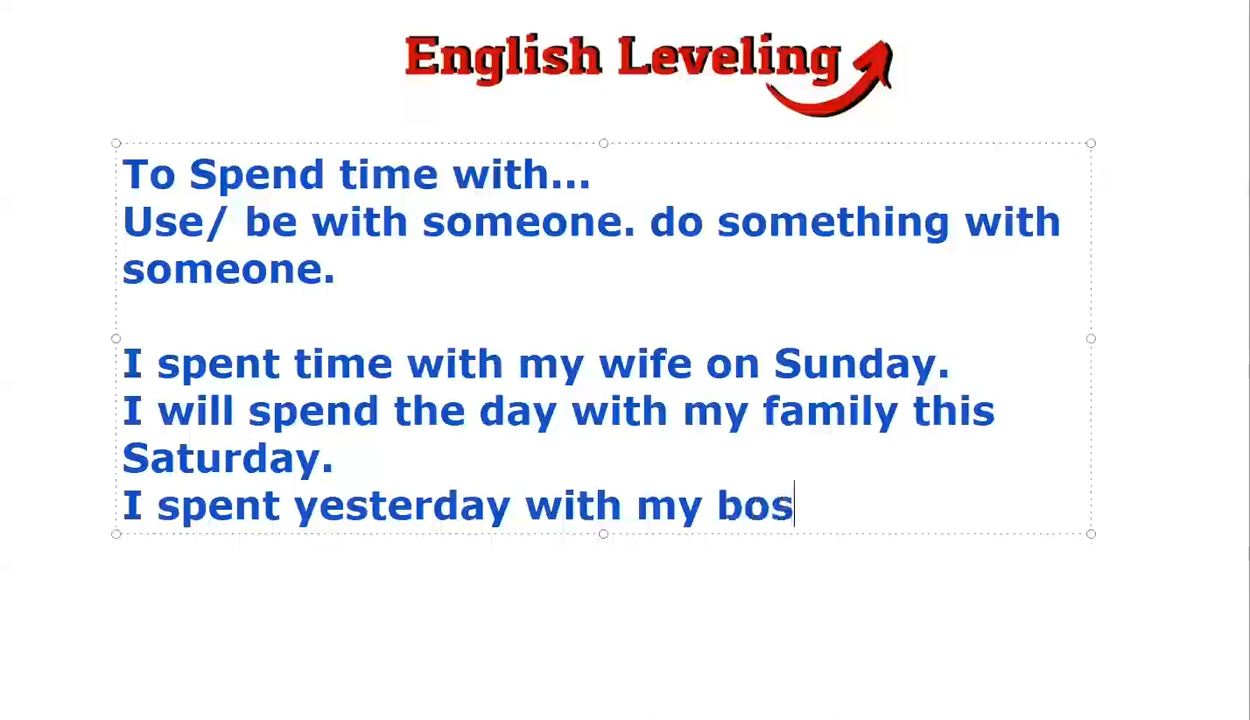 English Leveling
To Spend time with...
Use/ be with someone. do something with
someone.
I spent time with my wife on Sunday.
I will spend the day with my family this
Saturday.
I spent yesterday with my bos